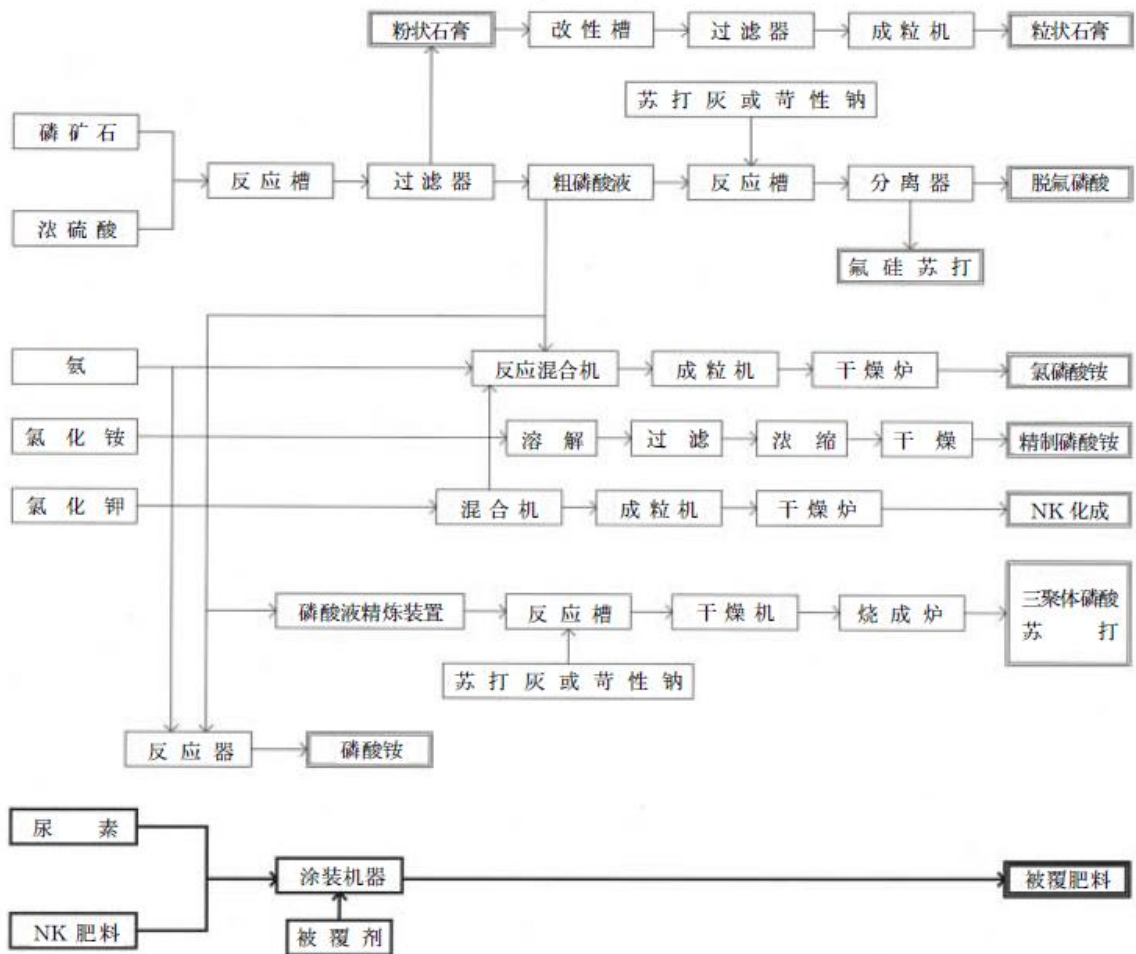 粉状石膏
改性槽
过滤器
成粒机
粒状石膏
苏打灰或苛性钠
磷矿石
反应槽
过滤器
粗磷酸液
反应槽
分离器
脱氟磷酸
浓硫酸
氟硅苏打
氨
反应混合机
成粒机
干燥炉
氯磷酸铵
氯化铵
溶解
过滤
浓缩
干燥
精制磷酸铵
氯化钾
混合机
成粒机
干燥炉
NK化成
磷酸液精炼装置
反应槽
干燥机
烧成炉
三聚体磷酸
苏打
苏打灰或苛性钠
反应器
磷酸铵
尿素
涂装机器
被覆肥料
NK肥料
被覆剂